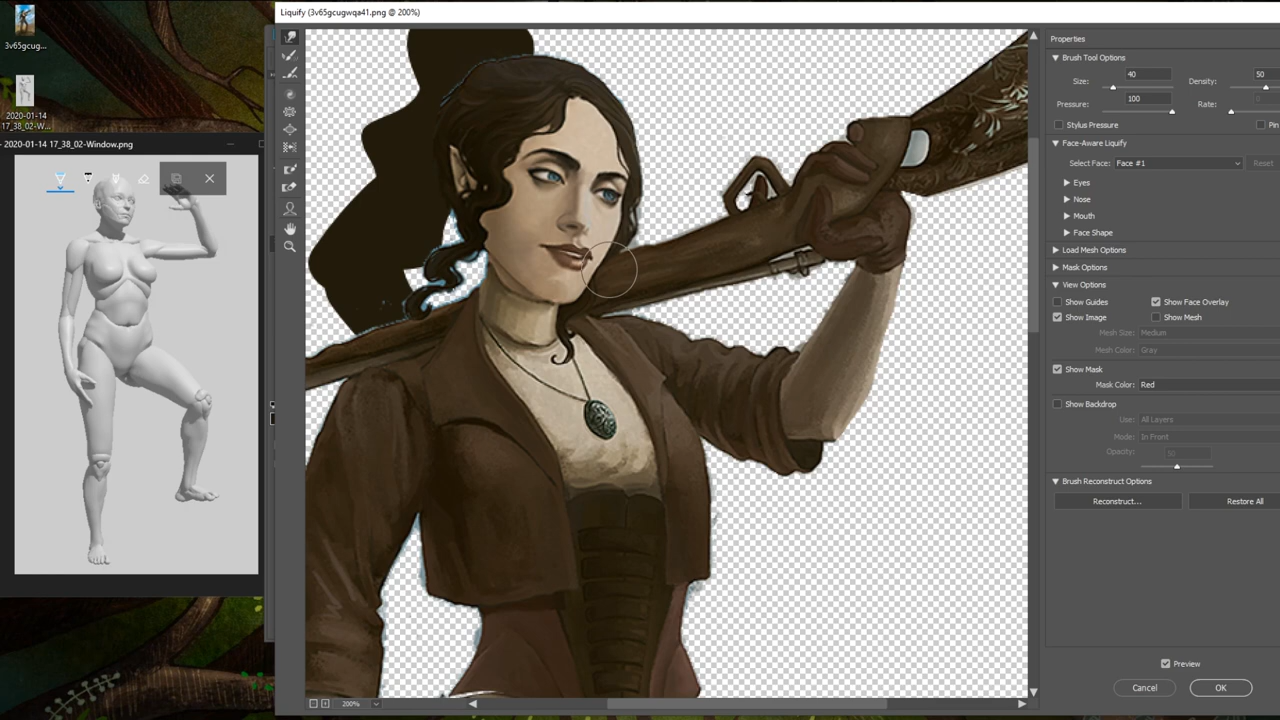 3v65gcug...
2020-01-14
17_38_02-W...
- 2020-01-14 17_38_02-Window.png
Liquify (3v65gcugwqa41.png @ 200%)
Properties
Brush Tool Options
Size: 40 Density: 50
Pressure: 100 Rate: 0
Stylus Pressure Pin
Face-Aware Liquify
Select Face: Face #1 Reset
Eyes
Nose
Mouth
Face Shape
Load Mesh Options
Mask Options
View Options
Show Guides Show Face Overlay
Show Image Show Mesh
Mesh Size: Medium
Mesh Color: Gray
Show Mask
Mask Color: Red
Show Backdrop
Use: All Layers
Mode: In Front
Opacity: 50
Brush Reconstruct Options
Reconstruct... Restore All
Preview
Cancel OK
200%